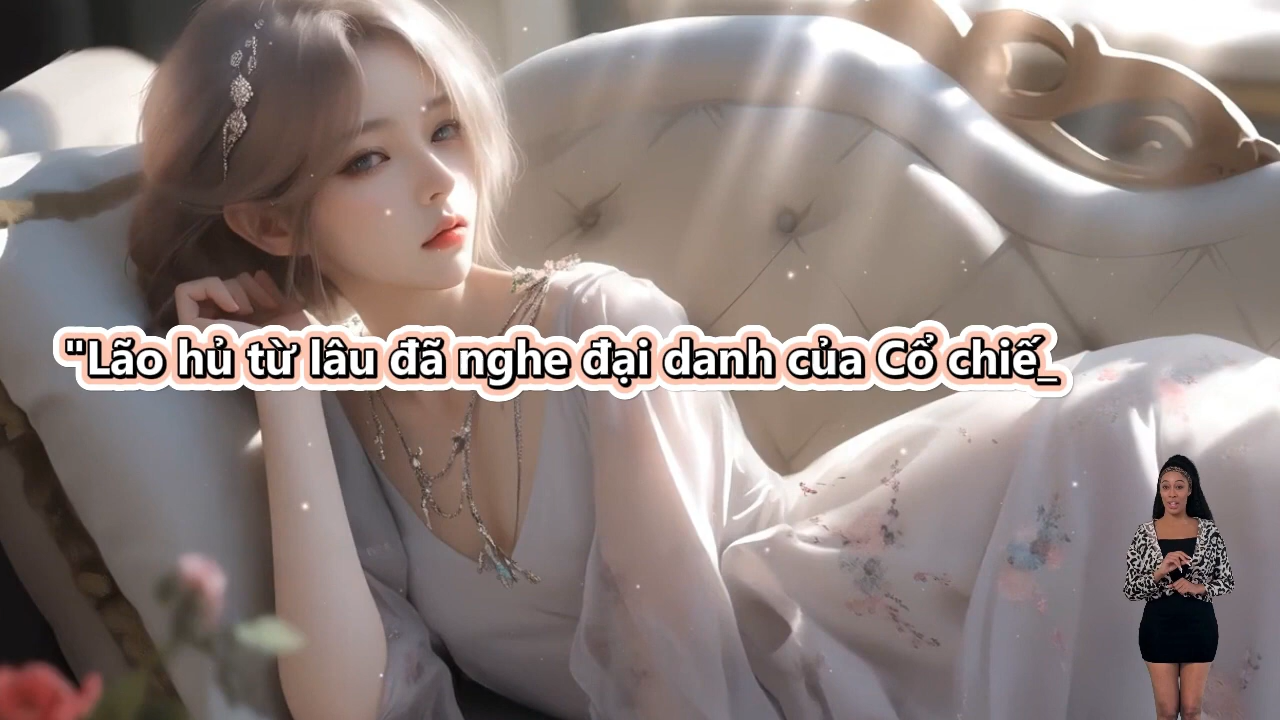 "Lão hủ từ lâu đã nghe đại danh của Cổ chiế_